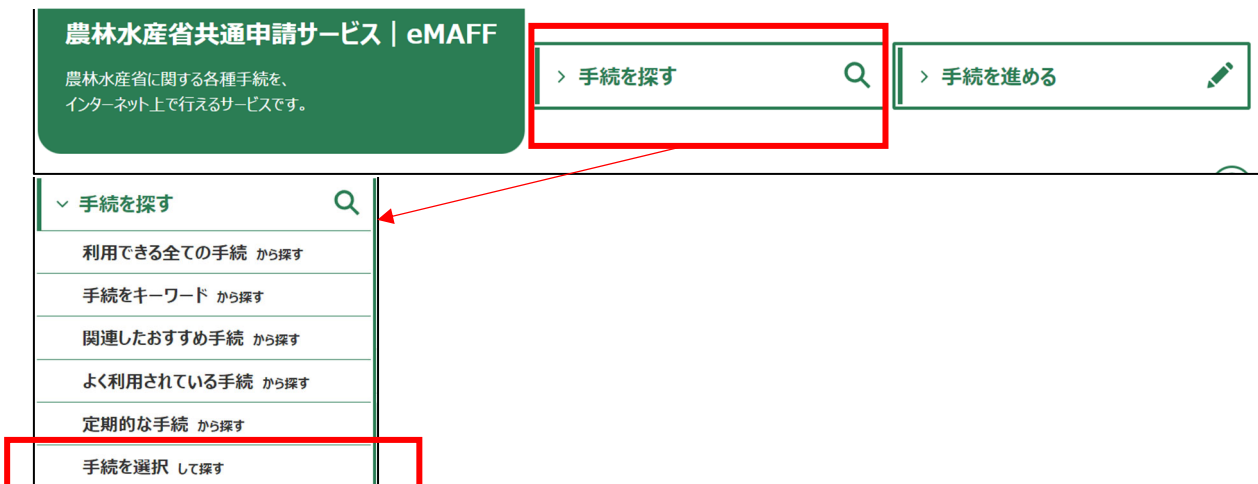 農林水産省共通申請サービス｜eMAFF
農林水産省に関する各種手続を、
インターネット上で行えるサービスです。
手続を探す
手続を進める
手続を探す
利用できる全ての手続 から探す
手続をキーワード から探す
関連したおすすめ手続 から探す
よく利用されている手続 から探す
定期的な手続 から探す
手続を選択 して探す